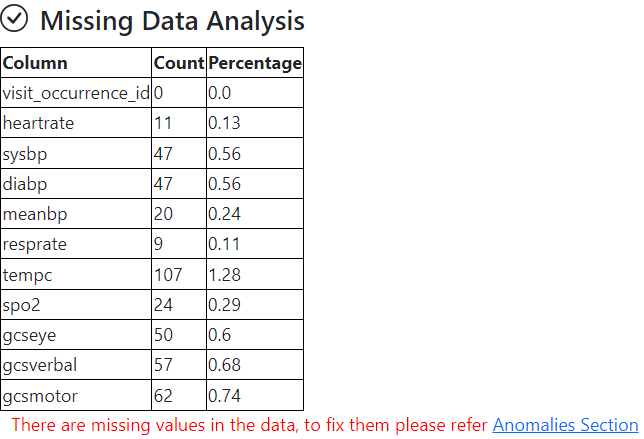 Missing Data Analysis
Column Count Percentage
visit_occurrence_id 0 0.0
heartrate 11 0.13
sysbp 47 0.56
diabp 47 0.56
meanbp 20 0.24
resprate 9 0.11
tempc 107 1.28
spo2 24 0.29
gcseye 50 0.6
gcsverbal 57 0.68
gcsmotor 62 0.74
There are missing values in the data, to fix them please refer Anomalies Section